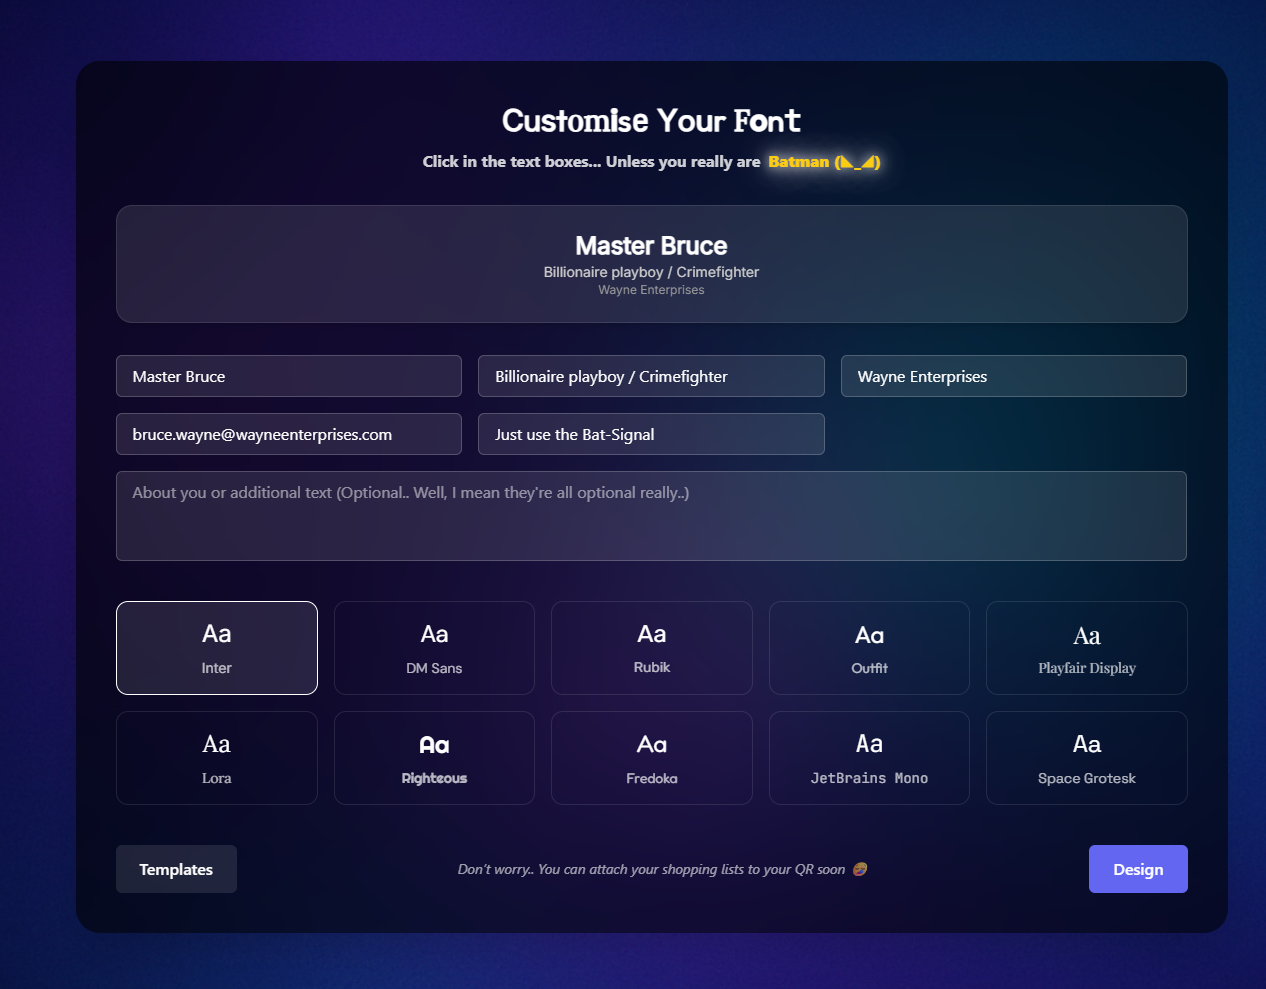 Customise Your Font
Click in the text boxes... Unless you really are Batman (◣_◢)
Master Bruce
Billionaire playboy / Crimefighter
Wayne Enterprises
Master Bruce
Billionaire playboy / Crimefighter
Wayne Enterprises
bruce.wayne@wayneenterprises.com
Just use the Bat-Signal
About you or additional text (Optional.. Well, I mean they're all optional really..)
Aa
Inter
Aa
DM Sans
Aa
Rubik
Aa
Outfit
Aa
Playfair Display
Aa
Lora
Aa
Righteous
Aa
Fredoka
Aa
JetBrains Mono
Aa
Space Grotesk
Templates
Don't worry.. You can attach your shopping lists to your QR soon
Design